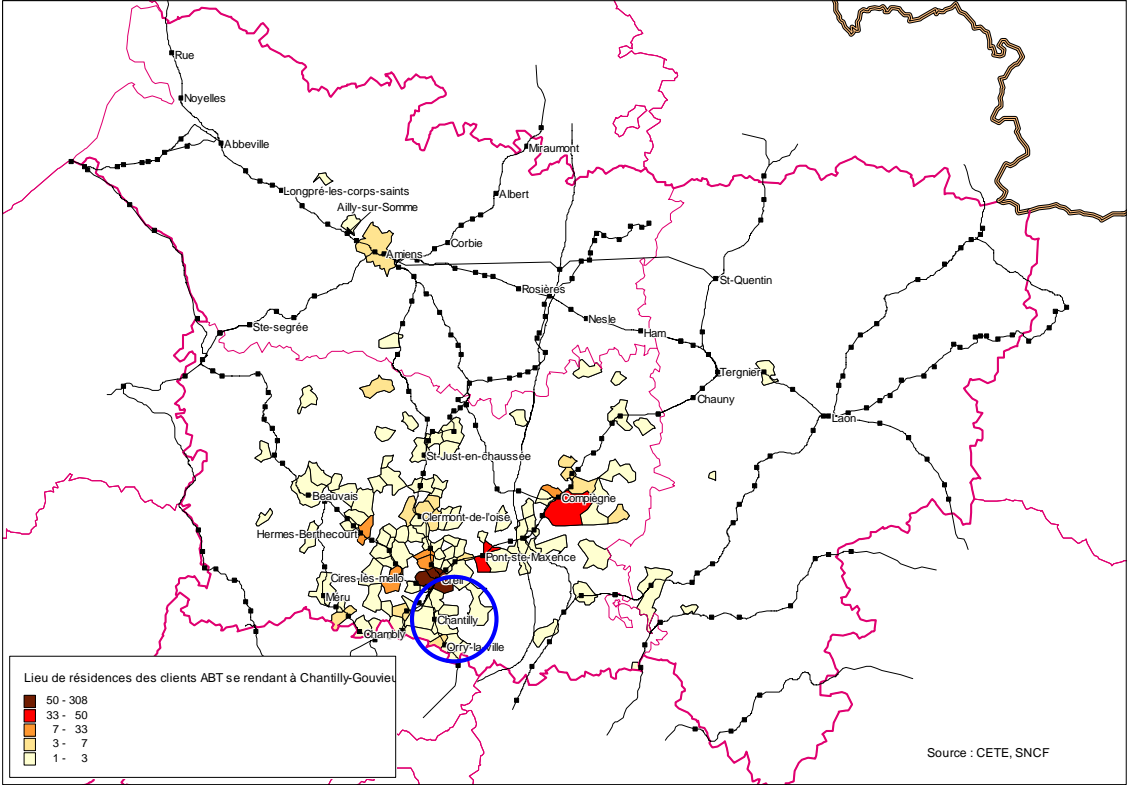 Rue
Noyelles
Abbeville
Miraumont
Longpré-les-corps-saints
Albert
Ailly-sur-Somme
Corbie
Amiens
St-Quentin
Rosières
Nesle
Ste-segrée
Ham
Tergnier
Chauny
Laon
St-Just-en-chaussée
Beauvais
Compiègne
Clermont-de-l'oise
Hermes-Berthecourt
Pont-ste-Maxence
Cires-lès-mello
Creil
Méru
Chantilly
Chambly
Orry-la-ville
Lieu de résidences des clients ABT se rendant à Chantilly-Gouvieu
50 - 308
33 - 50
7 - 33
3 - 7
1 - 3
Source : CETE, SNCF